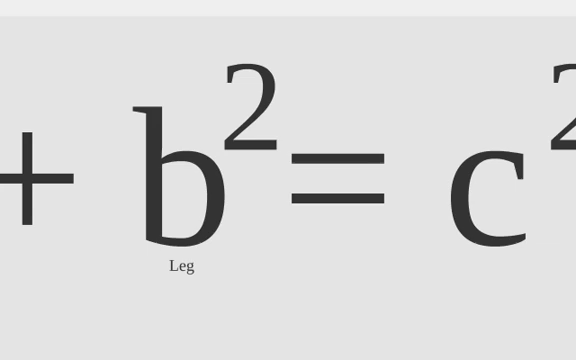 + b² = c²
Leg